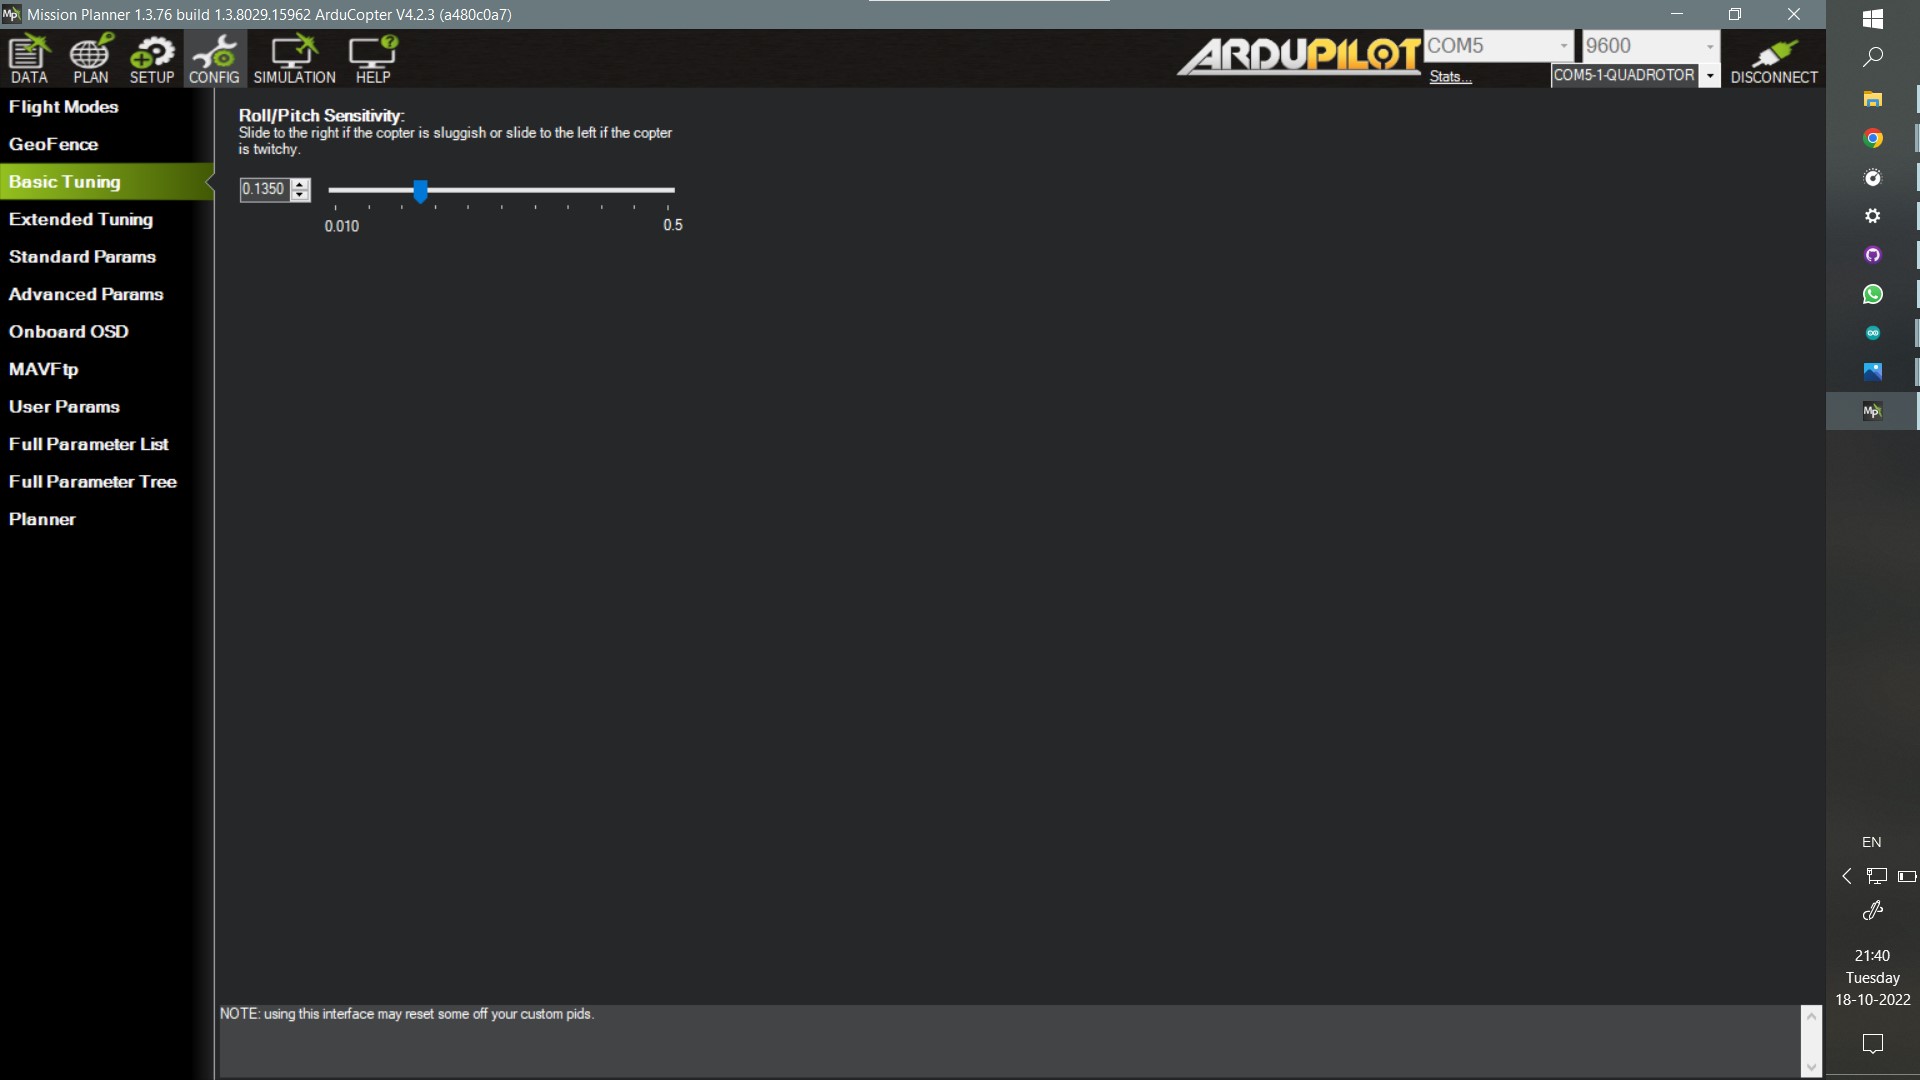 Mission Planner 1.3.76 build 1.3.8029.15962 ArduCopter V4.2.3 (a480c0a7)
DATA
PLAN
SETUP
CONFIG
SIMULATION
HELP
ARDUPILOT
COM5
9600
Stats...
COM5-1-QUADROTOR
DISCONNECT
Flight Modes
GeoFence
Basic Tuning
Extended Tuning
Standard Params
Advanced Params
Onboard OSD
MAVFtp
User Params
Full Parameter List
Full Parameter Tree
Planner
Roll/Pitch Sensitivity:
Slide to the right if the copter is sluggish or slide to the left if the copter
is twitchy.
0.1350
0.010
0.5
NOTE: using this interface may reset some off your custom pids.
Mp
EN
21:40
Tuesday
18-10-2022